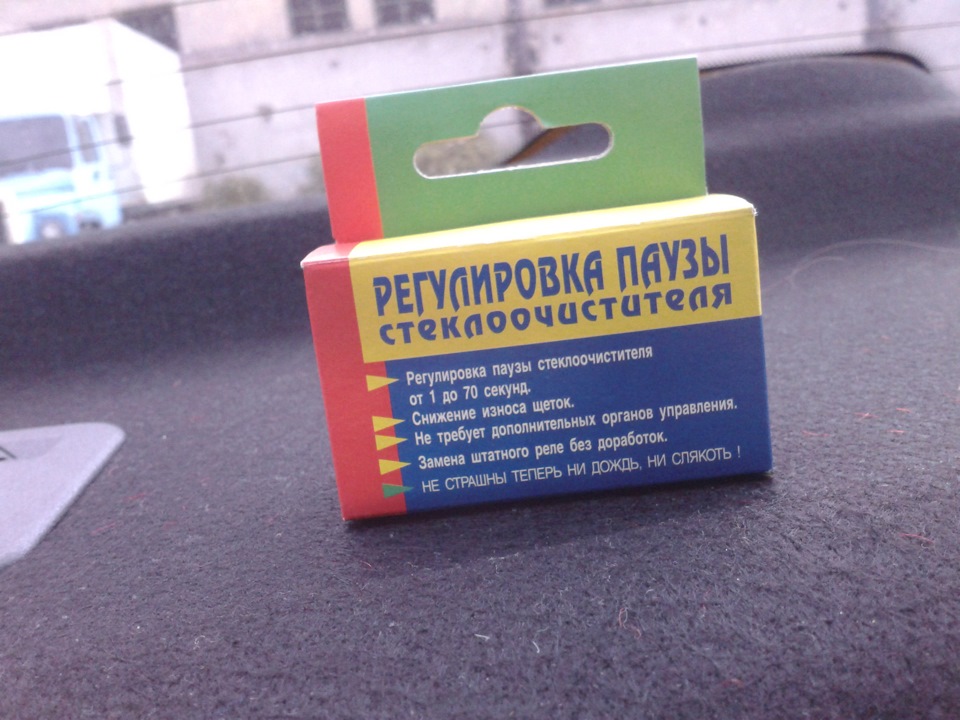 РЕГУЛИРОВКА ПАУЗЫ
стеклоочистителя
Регулировка паузы стеклоочистителя
от 1 до 70 секунд.
Снижение износа щеток.
Не требует дополнительных органов управления.
Замена штатного реле без доработок.
НЕ СТРАШНЫ ТЕПЕРЬ НИ ДОЖДЬ, НИ СЛЯКОТЬ !